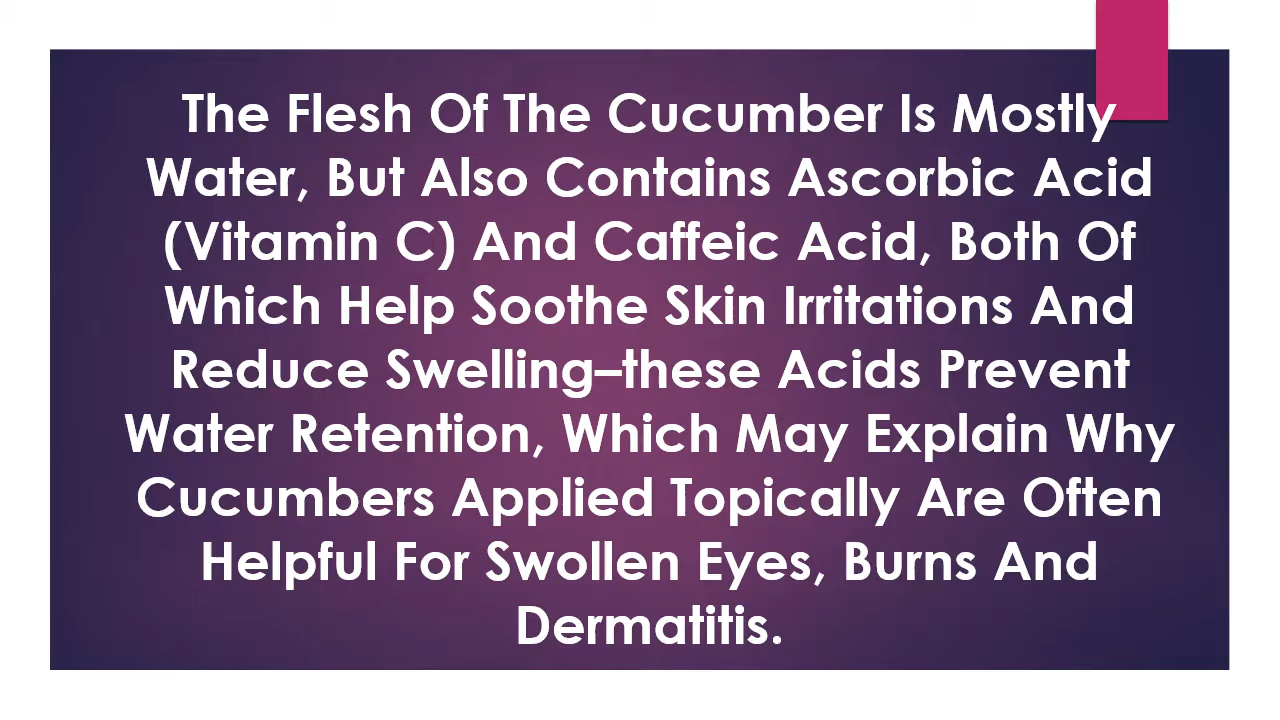 The Flesh Of The Cucumber Is Mostly
Water, But Also Contains Ascorbic Acid
(Vitamin C) And Caffeic Acid, Both Of
Which Help Soothe Skin Irritations And
Reduce Swelling–these Acids Prevent
Water Retention, Which May Explain Why
Cucumbers Applied Topically Are Often
Helpful For Swollen Eyes, Burns And
Dermatitis.